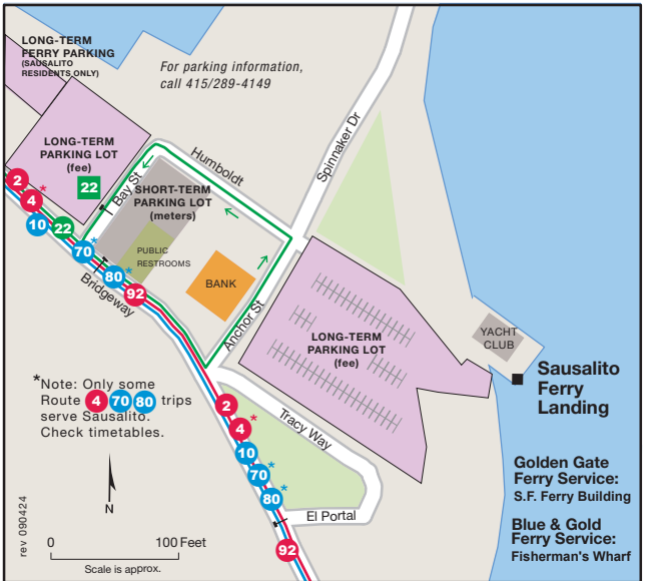 LONG-TERM
FERRY PARKING
(SAUSALITO
RESIDENTS ONLY)
For parking information,
call 415/289-4149
LONG-TERM
PARKING LOT
(fee)
22
2
4*
10
22
70*
80*
92
Bay St
Humboldt
Spinnaker Dr
SHORT-TERM
PARKING LOT
(meters)
PUBLIC
RESTROOMS
BANK
Bridgeway
Anchor St
LONG-TERM
PARKING LOT
(fee)
YACHT
CLUB
Sausalito
Ferry
Landing
*Note: Only some
Route 4 70 80 trips
serve Sausalito.
Check timetables.
2
4*
10
70*
80*
92
Tracy Way
El Portal
Golden Gate
Ferry Service:
S.F. Ferry Building
Blue & Gold
Ferry Service:
Fisherman's Wharf
N
rev 090424
0 100 Feet
Scale is approx.